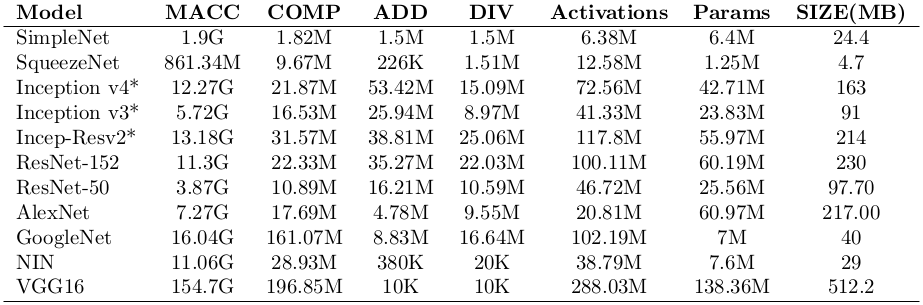 Model MACC COMP ADD DIV Activations Params SIZE(MB)
SimpleNet 1.9G 1.82M 1.5M 1.5M 6.38M 6.4M 24.4
SqueezeNet 861.34M 9.67M 226K 1.51M 12.58M 1.25M 4.7
Inception v4* 12.27G 21.87M 53.42M 15.09M 72.56M 42.71M 163
Inception v3* 5.72G 16.53M 25.94M 8.97M 41.33M 23.83M 91
Incep-Resv2* 13.18G 31.57M 38.81M 25.06M 117.8M 55.97M 214
ResNet-152 11.3G 22.33M 35.27M 22.03M 100.11M 60.19M 230
ResNet-50 3.87G 10.89M 16.21M 10.59M 46.72M 25.56M 97.70
AlexNet 7.27G 17.69M 4.78M 9.55M 20.81M 60.97M 217.00
GoogleNet 16.04G 161.07M 8.83M 16.64M 102.19M 7M 40
NIN 11.06G 28.93M 380K 20K 38.79M 7.6M 29
VGG16 154.7G 196.85M 10K 10K 288.03M 138.36M 512.2